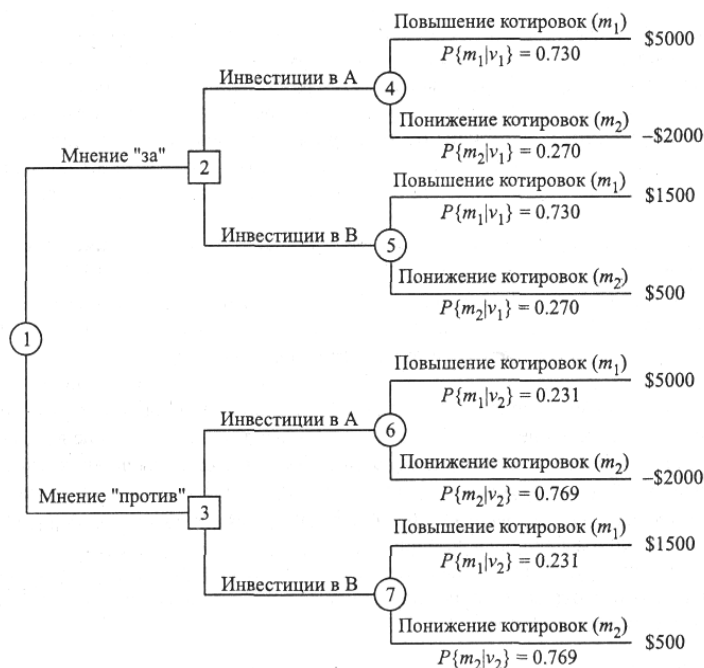 Повышение котировок (m₁)
$5000
P{m₁|v₁} = 0.730
Инвестиции в А
4
Понижение котировок (m₂)
–$2000
P{m₂|v₁} = 0.270
Мнение "за"
2
Повышение котировок (m₁)
$1500
P{m₁|v₁} = 0.730
Инвестиции в В
5
Понижение котировок (m₂)
$500
P{m₂|v₁} = 0.270
1
Повышение котировок (m₁)
$5000
P{m₁|v₂} = 0.231
Инвестиции в А
6
Понижение котировок (m₂)
–$2000
P{m₂|v₂} = 0.769
Мнение "против"
3
Повышение котировок (m₁)
$1500
P{m₁|v₂} = 0.231
Инвестиции в В
7
Понижение котировок (m₂)
$500
P{m₂|v₂} = 0.769